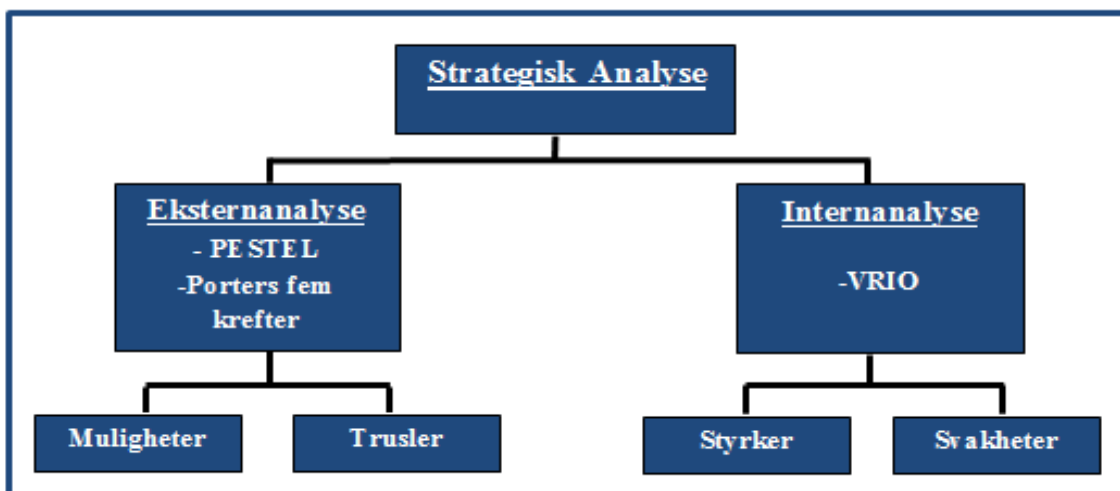 Strategisk Analyse
Eksternanalyse
- PESTEL
-Porters fem
krefter
Internanalyse
-VRIO
Muligheter
Trusler
Styrker
Svakheter